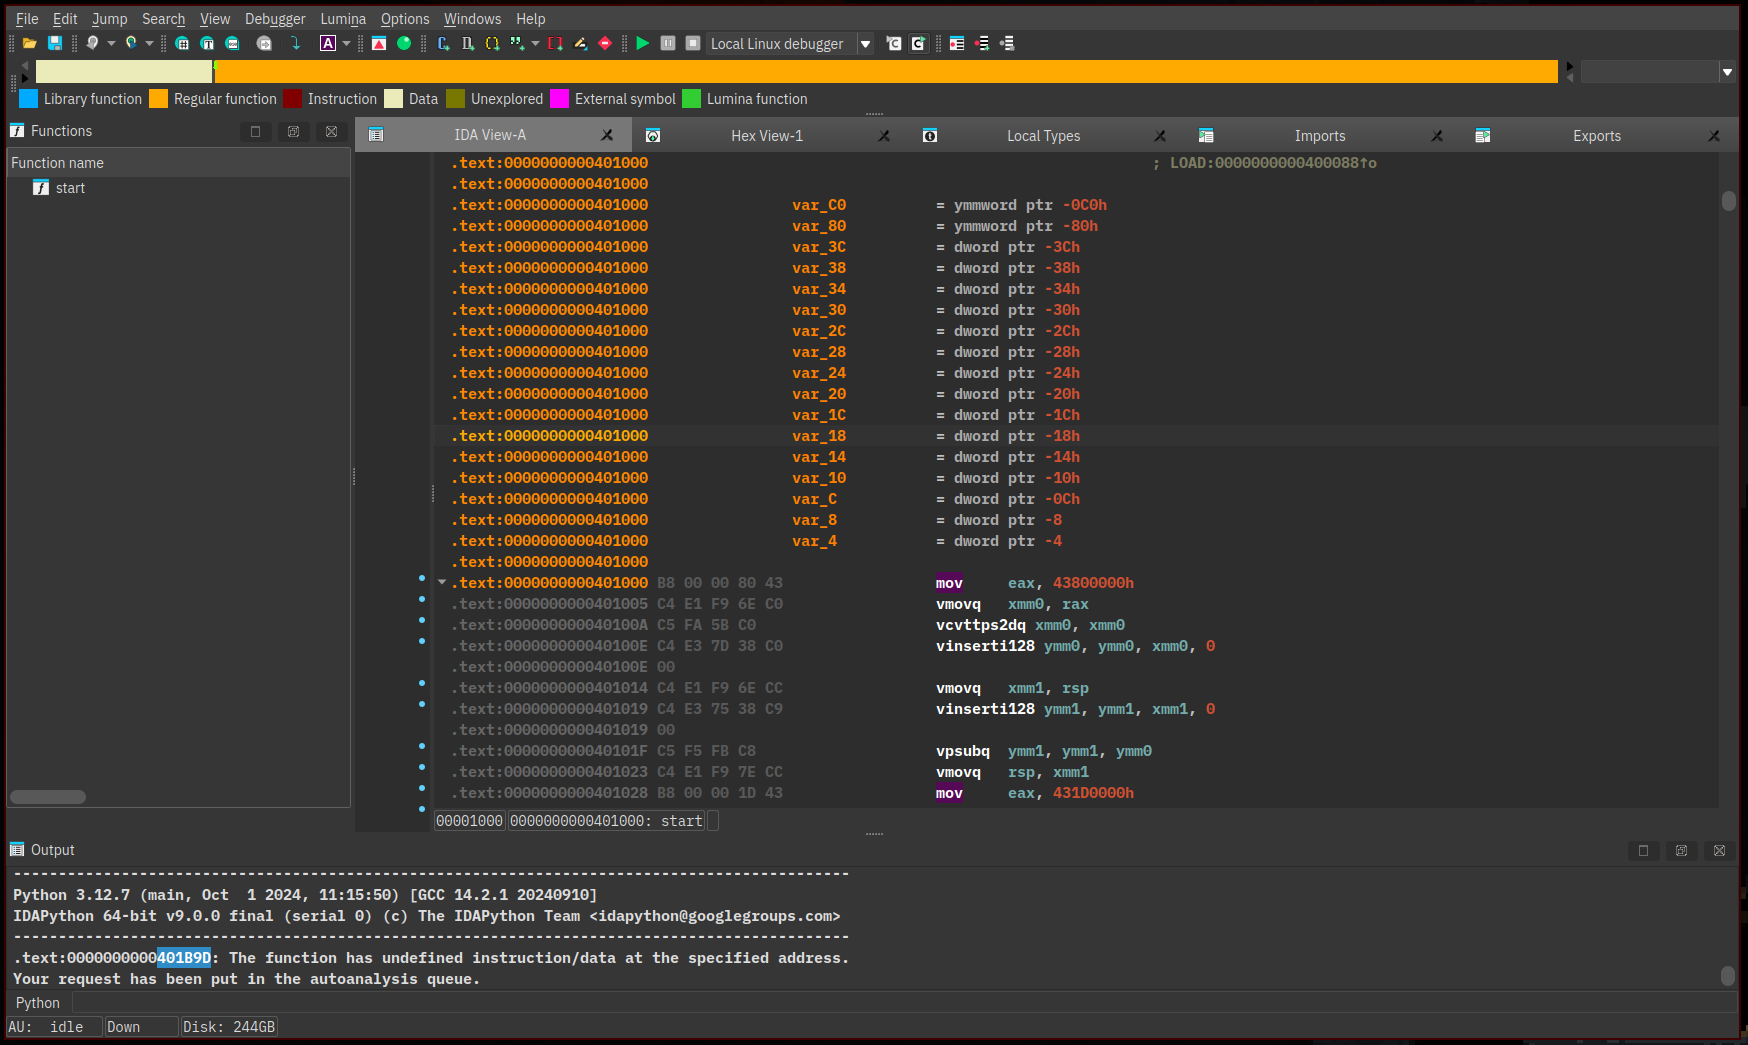 File Edit Jump Search View Debugger Lumina Options Windows Help
A Local Linux debugger
Library function Regular function Instruction Data Unexplored External symbol Lumina function
Functions
Function name
start
IDA View-A Hex View-1 Local Types Imports Exports
.text:0000000000401000 ; LOAD:0000000000400088↑o
.text:0000000000401000
.text:0000000000401000 var_C0 = ymmword ptr -0C0h
.text:0000000000401000 var_80 = ymmword ptr -80h
.text:0000000000401000 var_3C = dword ptr -3Ch
.text:0000000000401000 var_38 = dword ptr -38h
.text:0000000000401000 var_34 = dword ptr -34h
.text:0000000000401000 var_30 = dword ptr -30h
.text:0000000000401000 var_2C = dword ptr -2Ch
.text:0000000000401000 var_28 = dword ptr -28h
.text:0000000000401000 var_24 = dword ptr -24h
.text:0000000000401000 var_20 = dword ptr -20h
.text:0000000000401000 var_1C = dword ptr -1Ch
.text:0000000000401000 var_18 = dword ptr -18h
.text:0000000000401000 var_14 = dword ptr -14h
.text:0000000000401000 var_10 = dword ptr -10h
.text:0000000000401000 var_C = dword ptr -0Ch
.text:0000000000401000 var_8 = dword ptr -8
.text:0000000000401000 var_4 = dword ptr -4
.text:0000000000401000
.text:0000000000401000 B8 00 00 80 43 mov eax, 43800000h
.text:0000000000401005 C4 E1 F9 6E C0 vmovq xmm0, rax
.text:000000000040100A C5 FA 5B C0 vcvttps2dq xmm0, xmm0
.text:000000000040100E C4 E3 7D 38 C0 vinserti128 ymm0, ymm0, xmm0, 0
.text:000000000040100E 00
.text:0000000000401014 C4 E1 F9 6E CC vmovq xmm1, rsp
.text:0000000000401019 C4 E3 75 38 C9 vinserti128 ymm1, ymm1, xmm1, 0
.text:0000000000401019 00
.text:000000000040101F C5 F5 FB C8 vpsubq ymm1, ymm1, ymm0
.text:0000000000401023 C4 E1 F9 7E CC vmovq rsp, xmm1
.text:0000000000401028 B8 00 00 1D 43 mov eax, 431D0000h
00001000 0000000000401000: start
Output
---------------------------------------------------------------------------------------------
Python 3.12.7 (main, Oct  1 2024, 11:15:50) [GCC 14.2.1 20240910]
IDAPython 64-bit v9.0.0 final (serial 0) (c) The IDAPython Team <idapython@googlegroups.com>
---------------------------------------------------------------------------------------------
.text:0000000000401B9D: The function has undefined instruction/data at the specified address.
Your request has been put in the autoanalysis queue.
Python
AU: idle Down Disk: 244GB